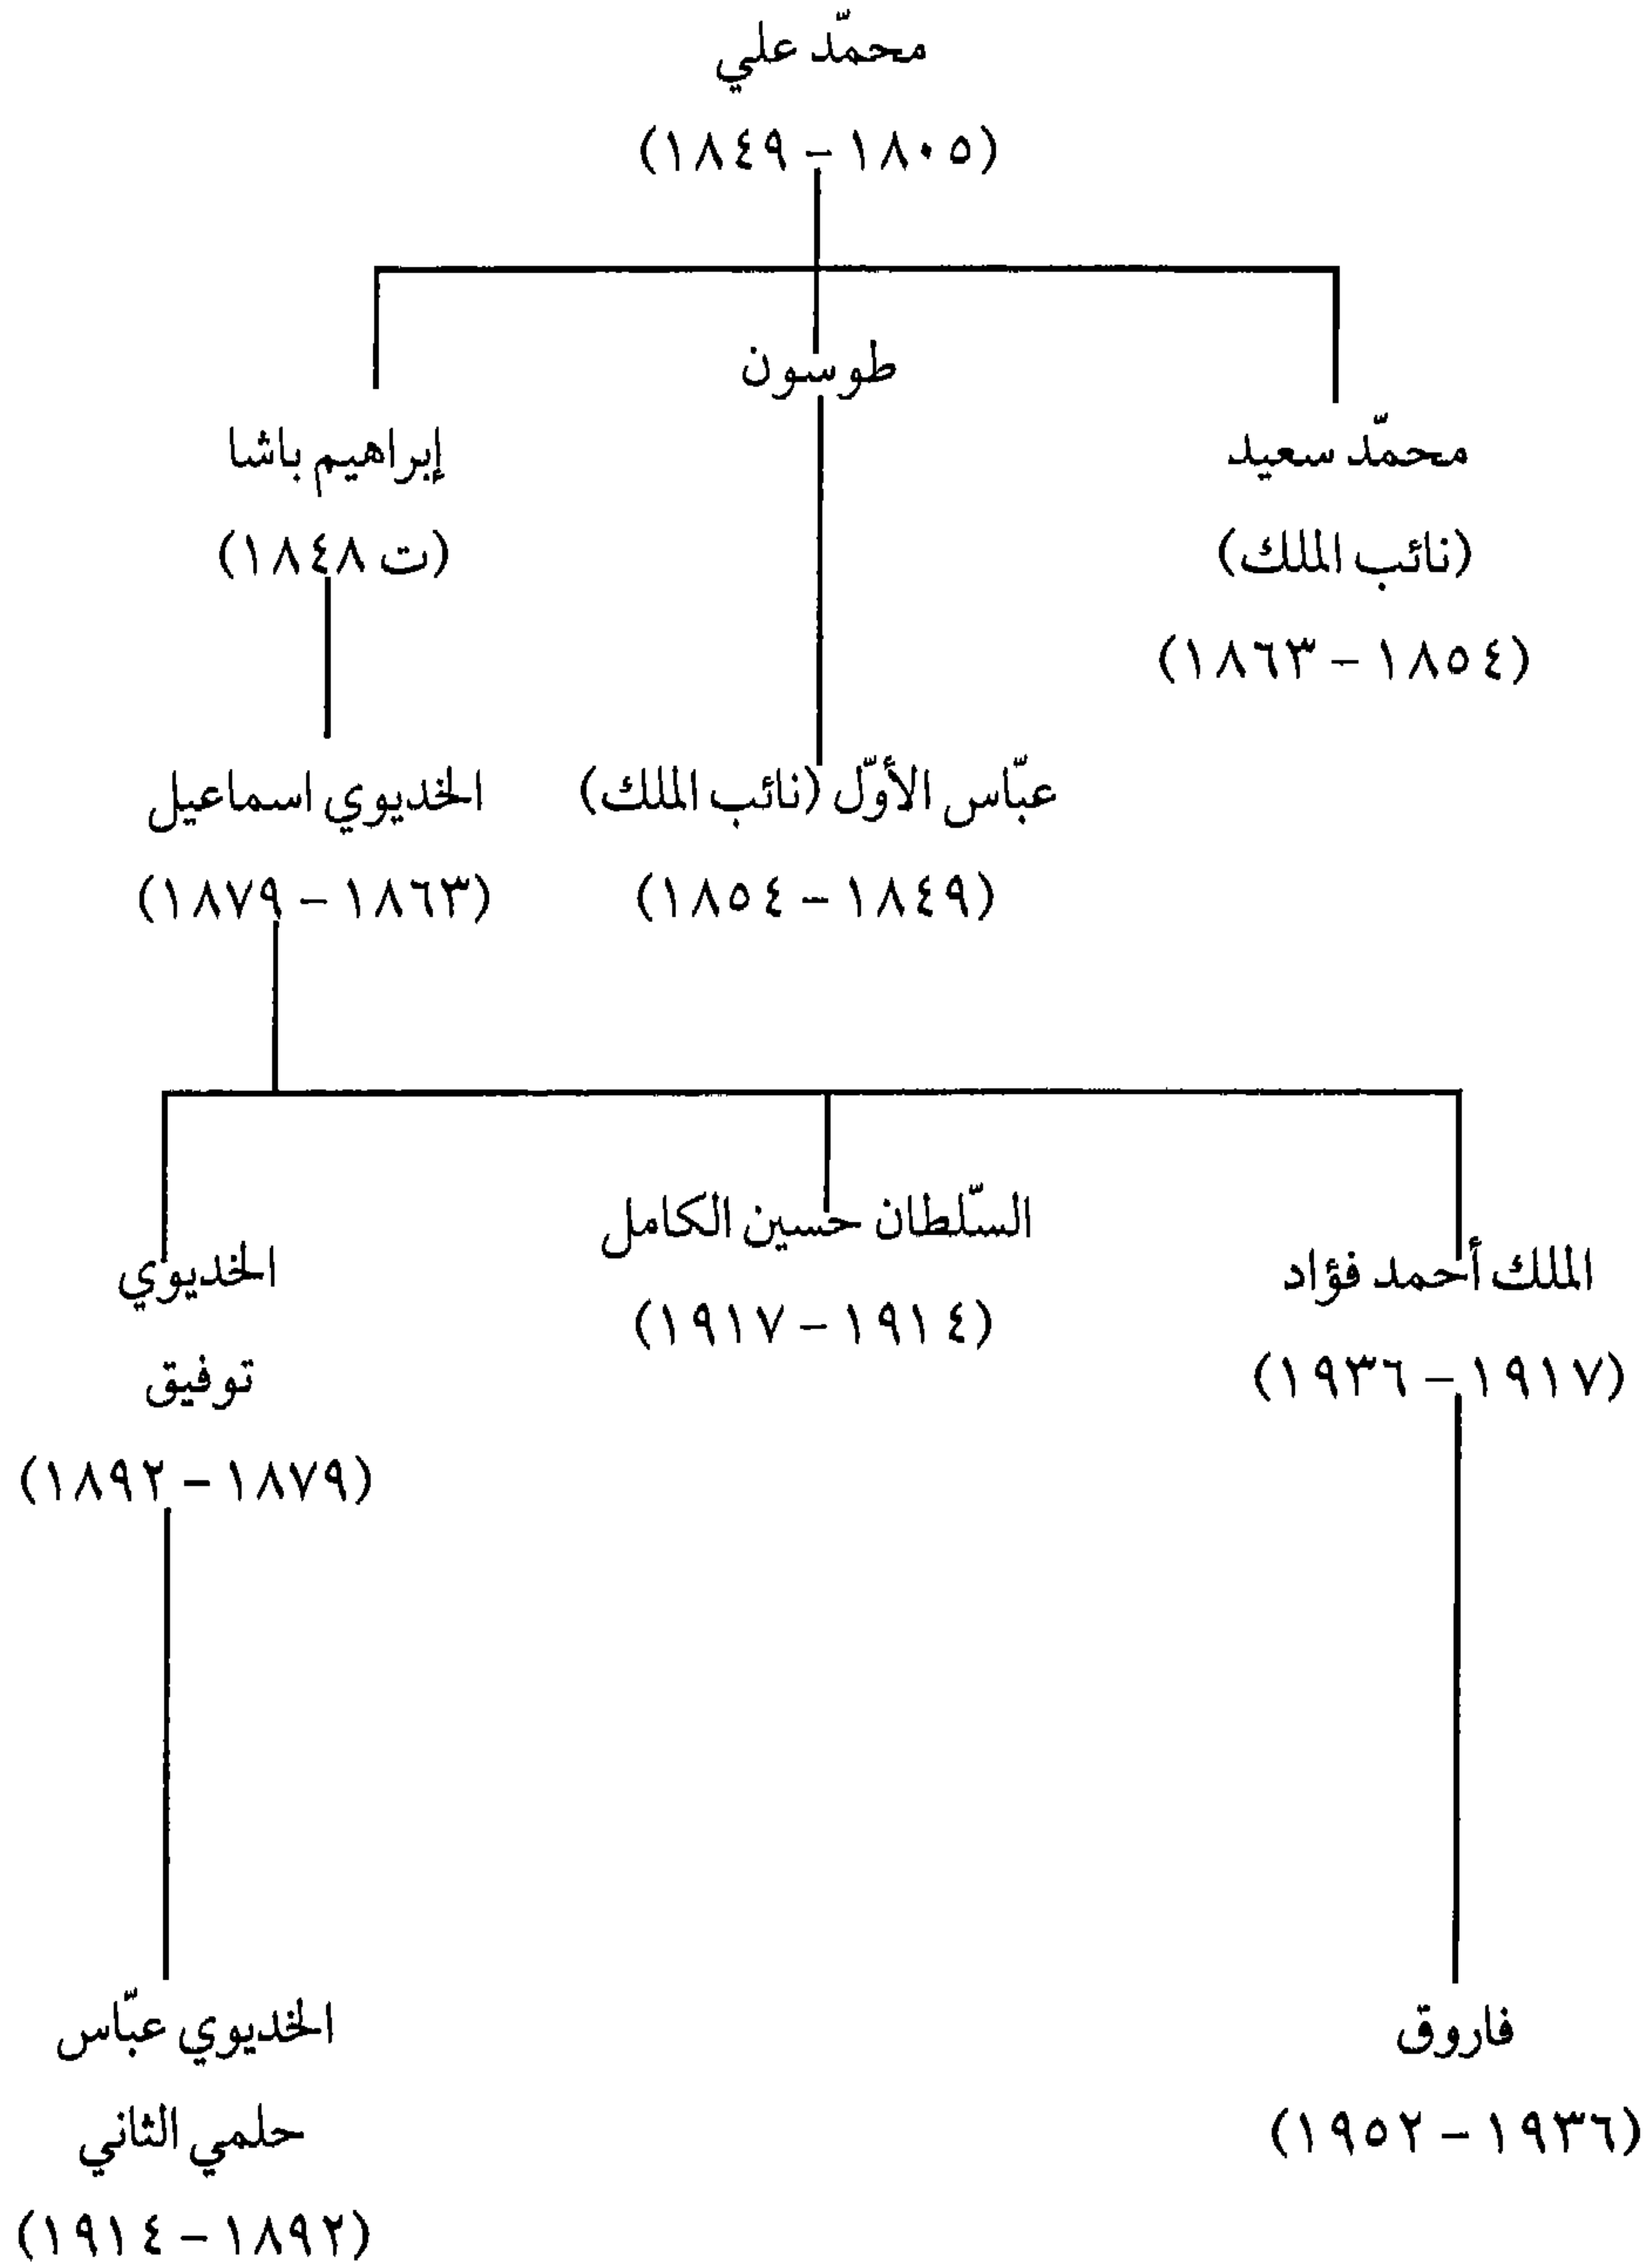 محمّد علي
(١٨٠٥ – ١٨٤٩)
طوسون
محمّد سعيد
(نائب الملك)
(١٨٥٤ – ١٨٦٣)
إبراهيم باشا
(ت ١٨٤٨)
عبّاس الأوّل (نائب الملك)
(١٨٤٩ – ١٨٥٤)
الخديوي اسماعيل
(١٨٦٣ – ١٨٧٩)
الملك أحمد فؤاد
(١٩١٧ – ١٩٣٦)
السّلطان حسين الكامل
(١٩١٤ – ١٩١٧)
الخديوي
توفيق
(١٨٧٩ – ١٨٩٢)
فاروق
(١٩٣٦ – ١٩٥٢)
الخديوي عبّاس
حلمي الثاني
(١٨٩٢ – ١٩١٤)